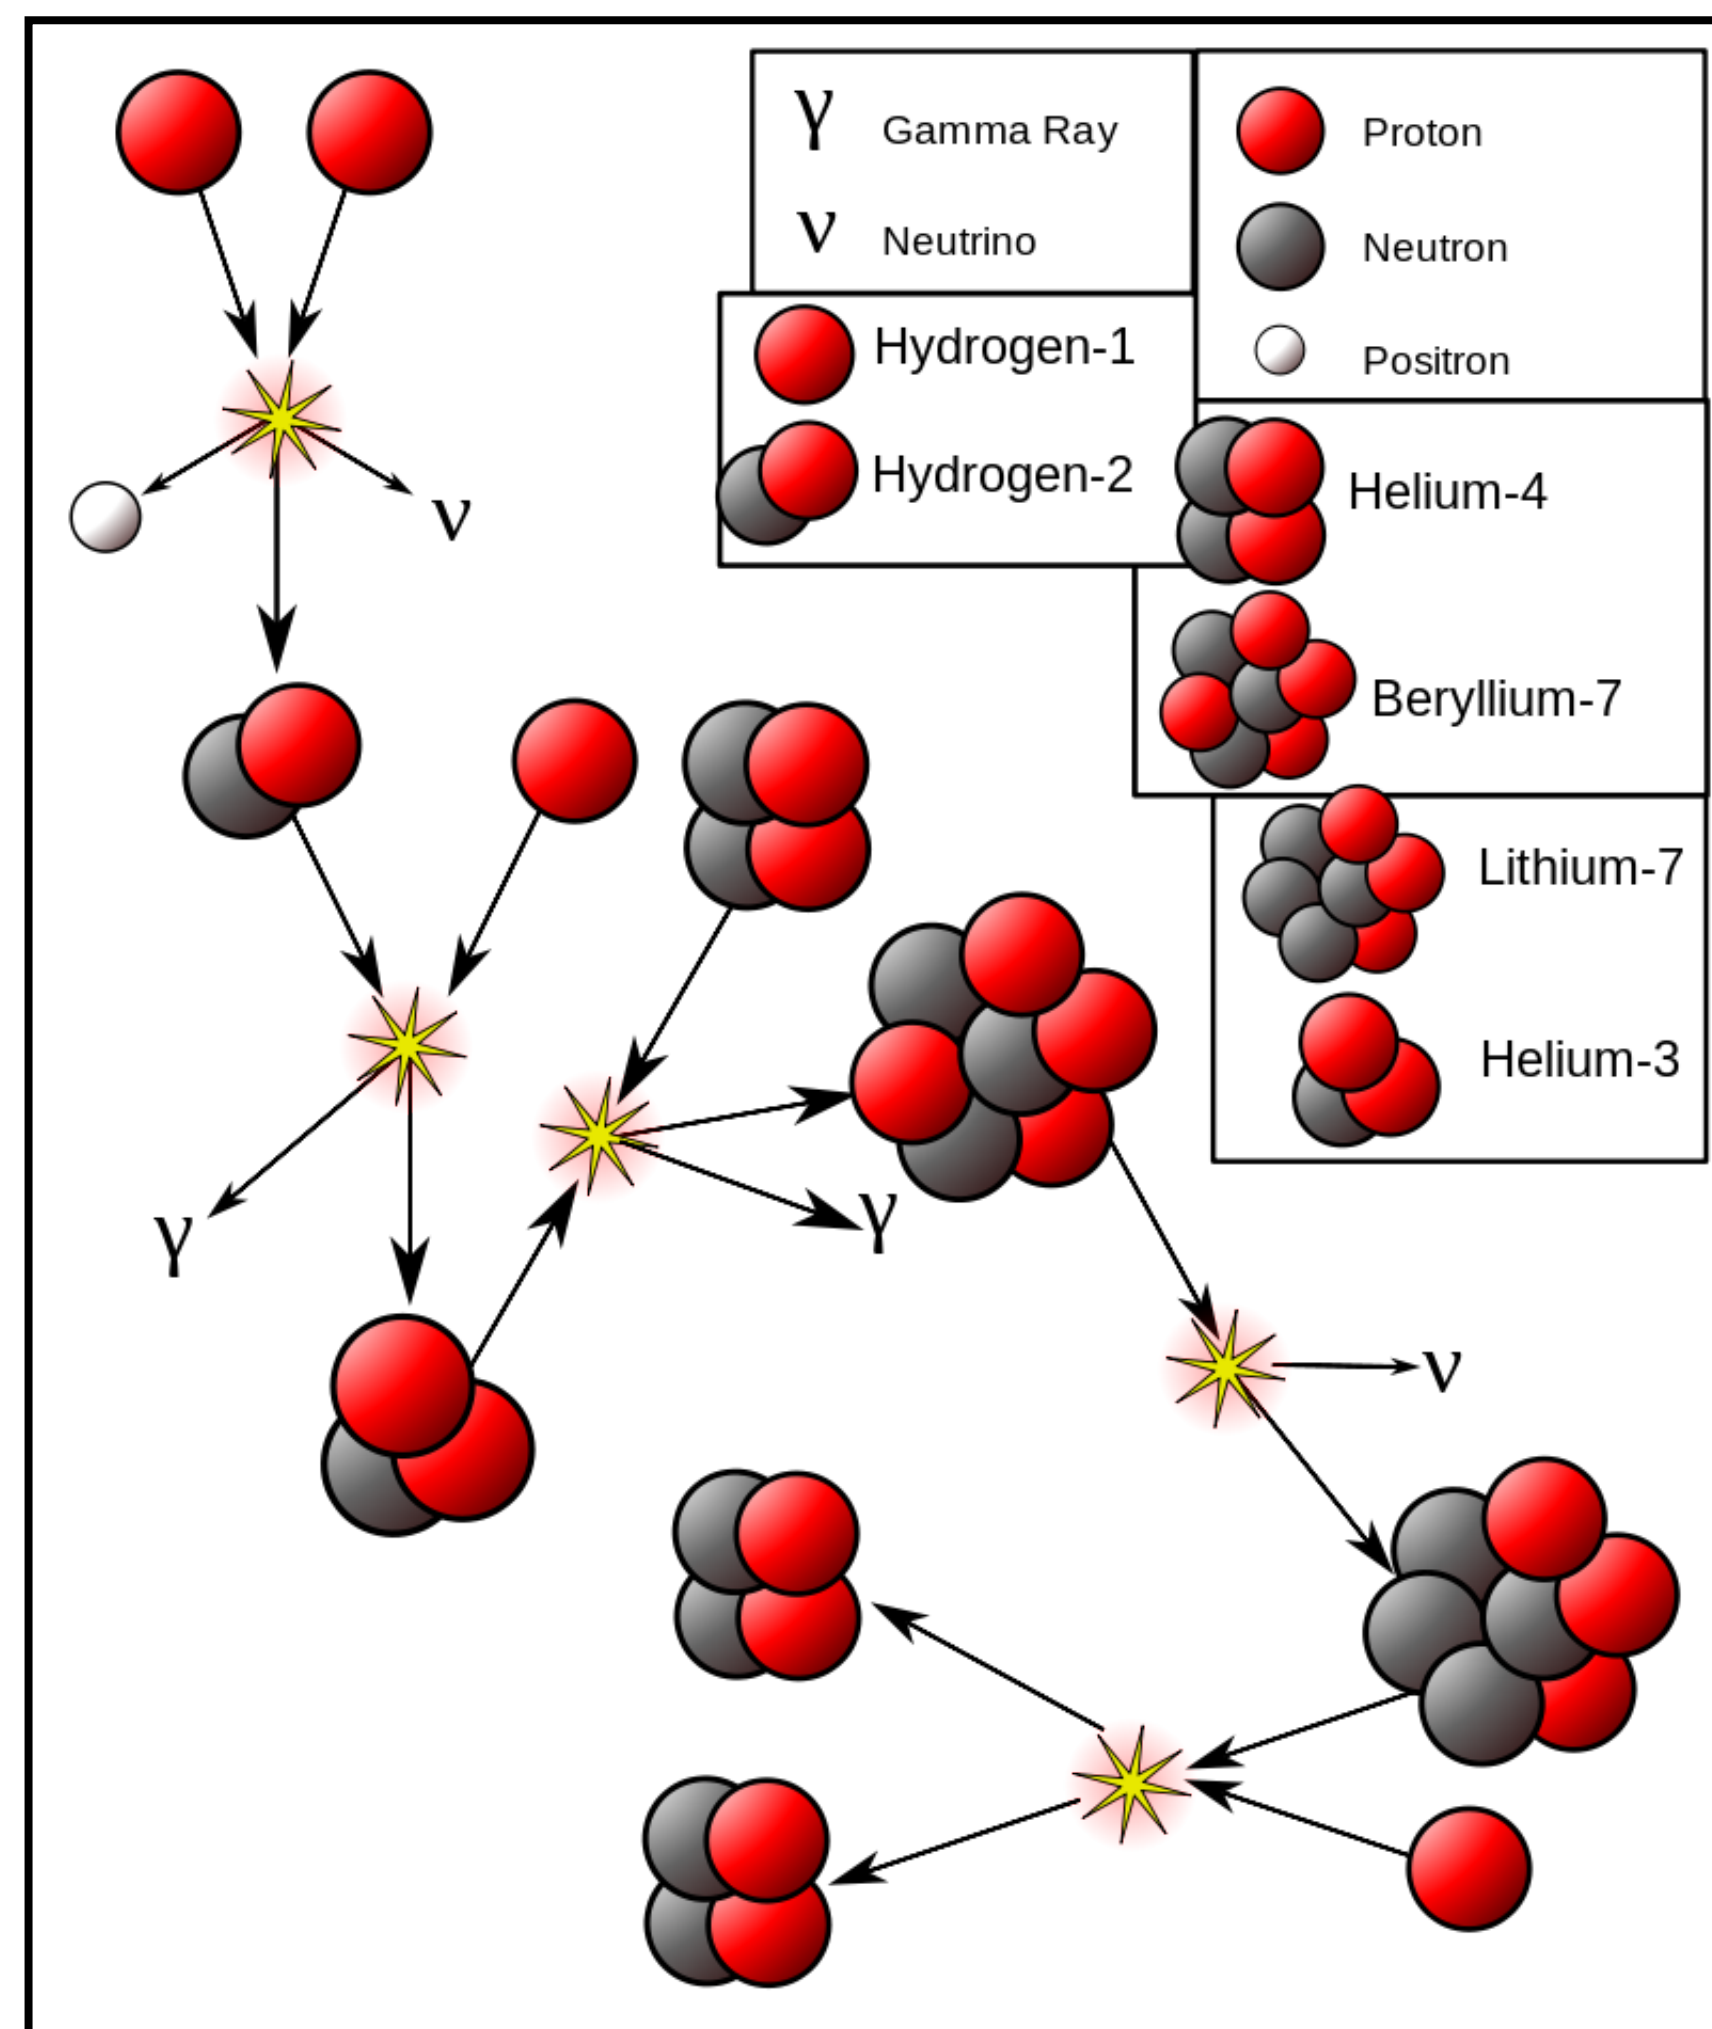 γ Gamma Ray
ν Neutrino
Proton
Neutron
Positron
Hydrogen-1
Hydrogen-2
Helium-4
Beryllium-7
Lithium-7
Helium-3
ν
γ
γ
ν